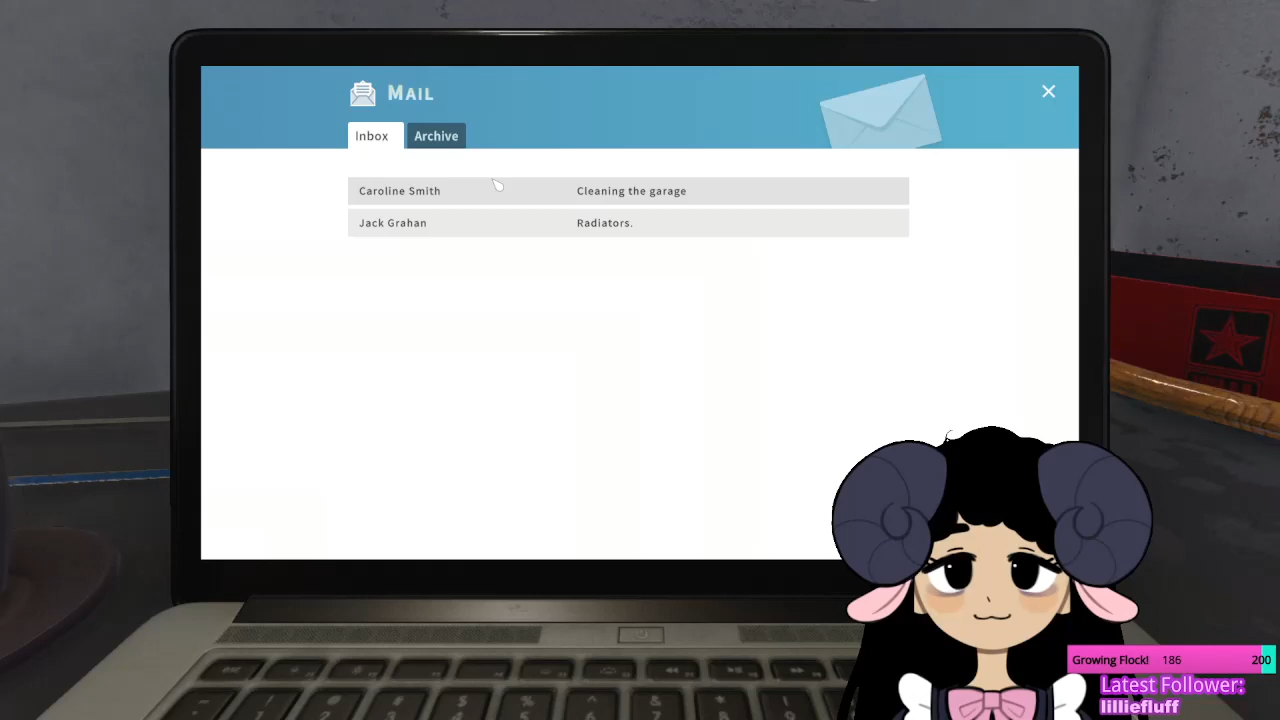 MAIL
Inbox
Archive
Caroline Smith
Cleaning the garage
Jack Grahan
Radiators.
Growing Flock! 186 200
Latest Follower:
lilliefluff